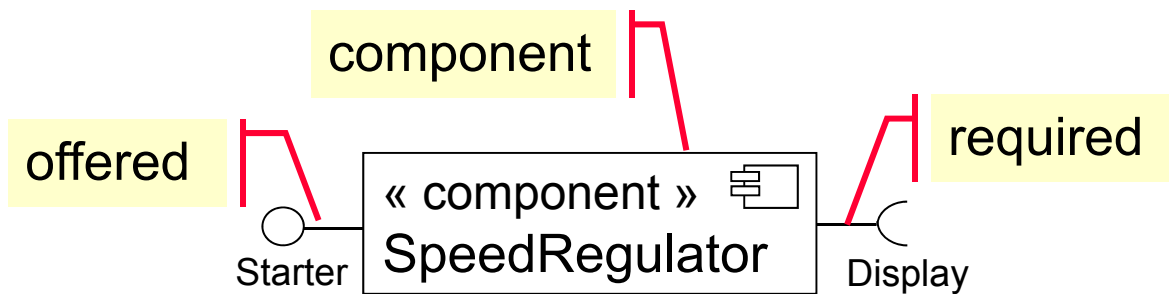 component
offered
required
« component »
SpeedRegulator
Starter
Display